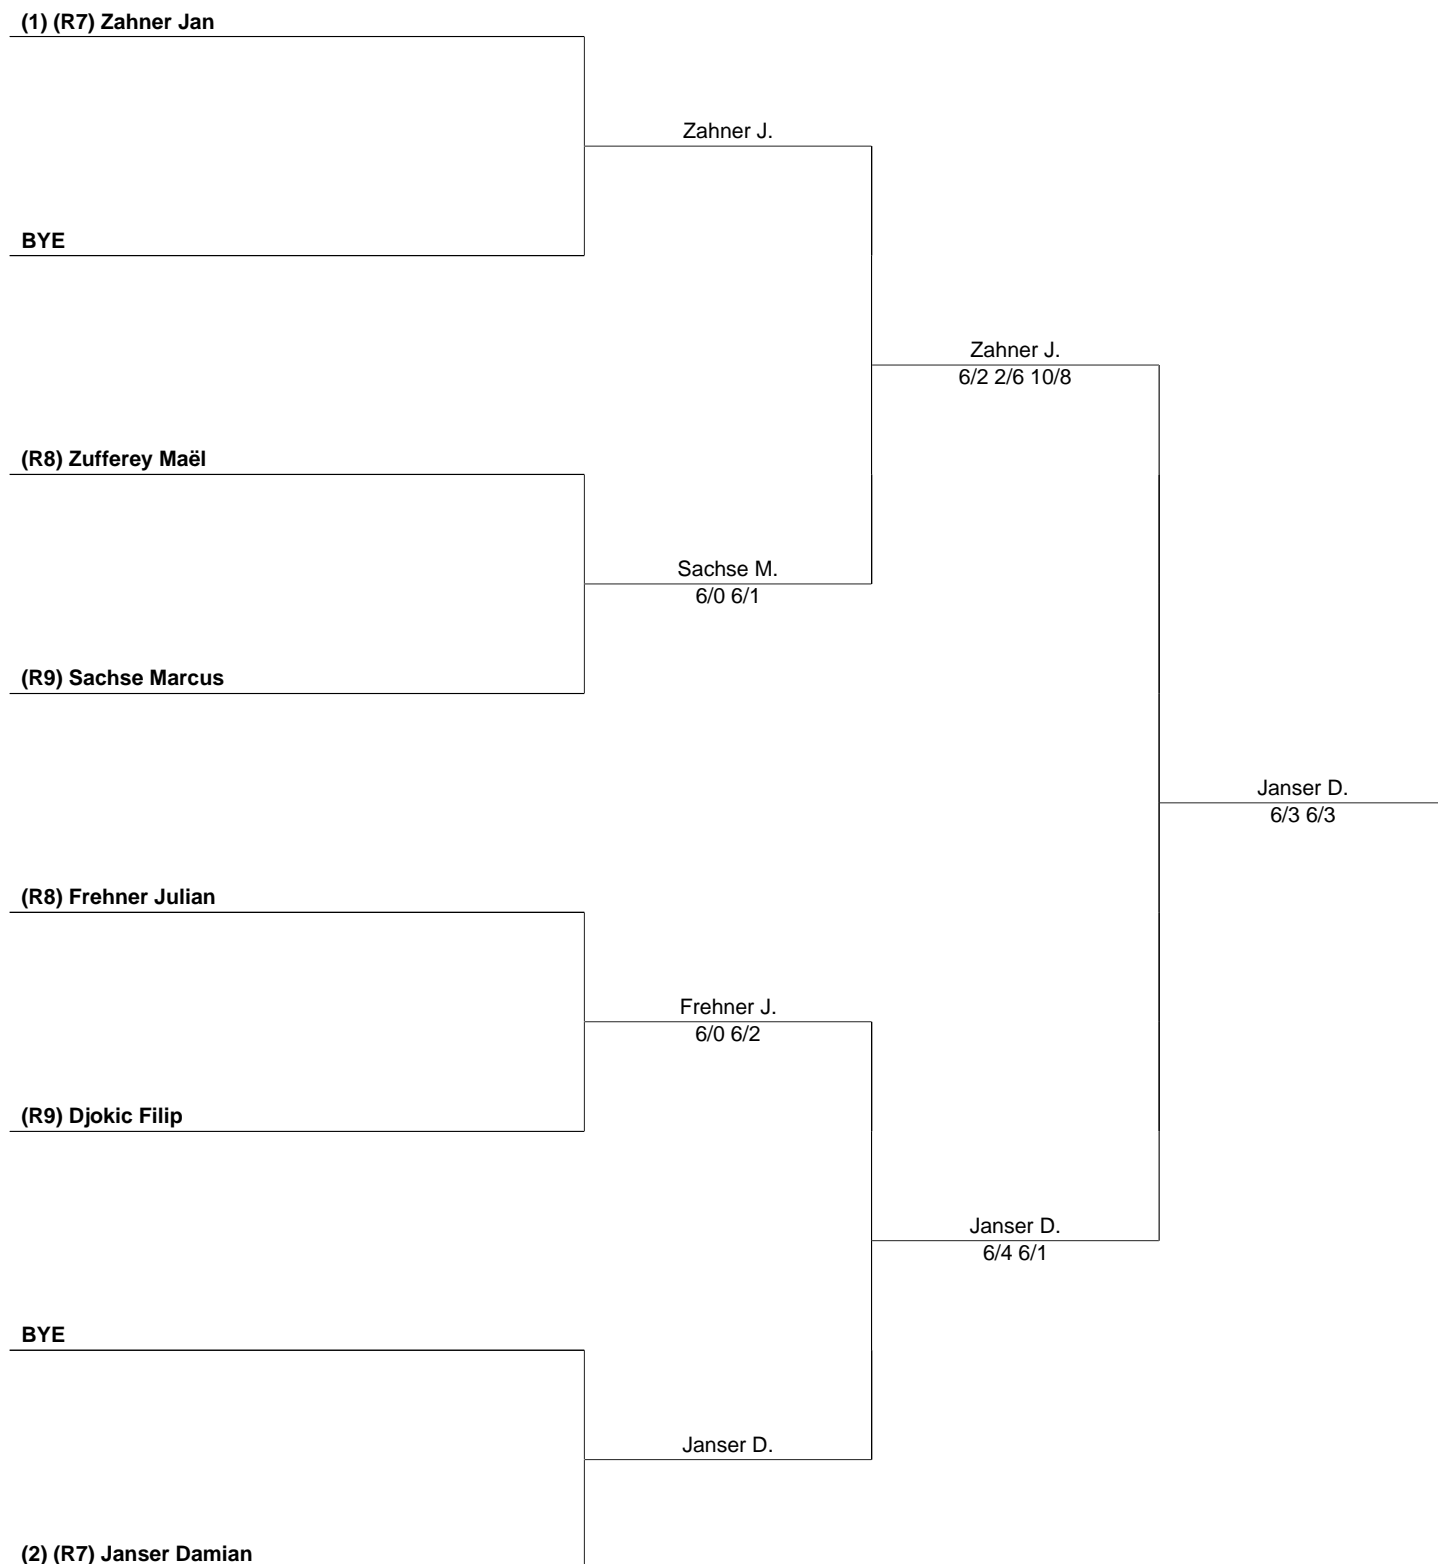 (1) (R7) Zahner Jan
Zahner J.
BYE
Zahner J.
6/2 2/6 10/8
(R8) Zufferey Maël
Sachse M.
6/0 6/1
(R9) Sachse Marcus
Janser D.
6/3 6/3
(R8) Frehner Julian
Frehner J.
6/0 6/2
(R9) Djokic Filip
Janser D.
6/4 6/1
BYE
Janser D.
(2) (R7) Janser Damian